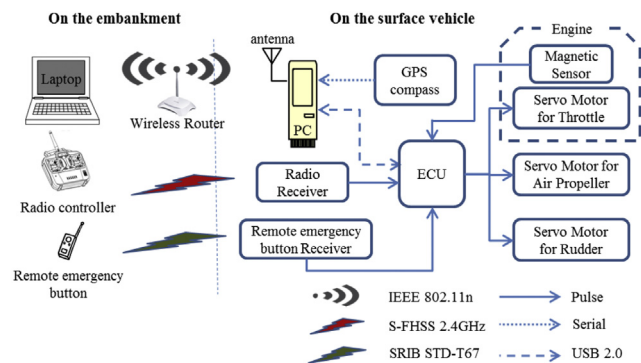 On the embankment
On the surface vehicle
antenna
Engine
Laptop
Magnetic
Sensor
GPS
compass
Wireless Router
PC
Servo Motor
for Throttle
Radio
Receiver
ECU
Servo Motor for
Air Propeller
Radio controller
Remote emergency
button Receiver
Servo Motor
for Rudder
Remote emergency
button
IEEE 802.11n
Pulse
S-FHSS 2.4GHz
Serial
SRIB STD-T67
USB 2.0